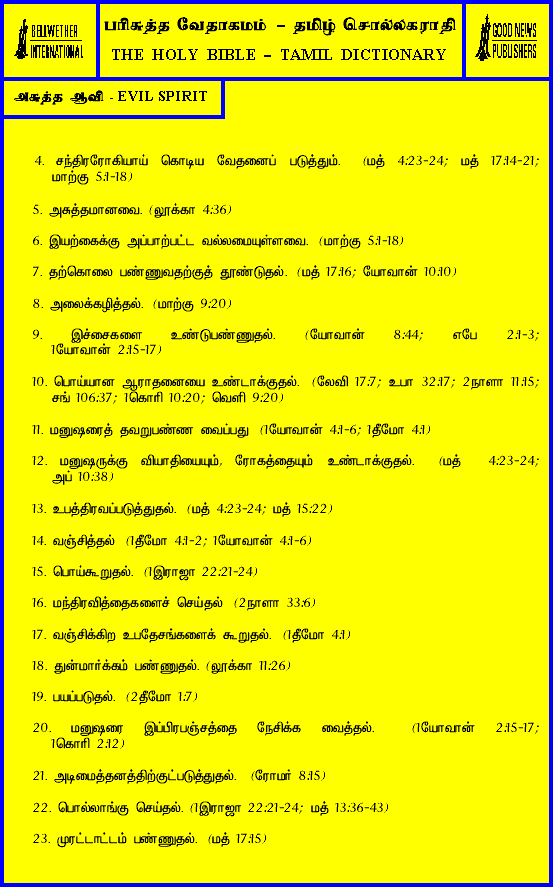 BELLWETHER
INTERNATIONAL
பரிசுத்த வேதாகமம் – தமிழ் சொல்லகராதி
THE HOLY BIBLE – TAMIL DICTIONARY
GOOD NEWS
PUBLISHERS
அசுத்த ஆவி - EVIL SPIRIT
4. சந்திரரோகியாய் கொடிய வேதனைப் படுத்தும். (மத் 4:23-24; மத் 17:14-21;
மாற்கு 5:1-18)
5. அசுத்தமானவை. (லூக்கா 4:36)
6. இயற்கைக்கு அப்பாற்பட்ட வல்லமையுள்ளவை. (மாற்கு 5:1-18)
7. தற்கொலை பண்ணுவதற்குத் தூண்டுதல். (மத் 17:16; யோவான் 10:10)
8. அலைக்கழித்தல். (மாற்கு 9:20)
9. இச்சைகளை உண்டுபண்ணுதல். (யோவான் 8:44; எபே 2:1-3;
1யோவான் 2:15-17)
10. பொய்யான ஆராதனையை உண்டாக்குதல். (லேவி 17:7; உபா 32:17; 2நாளா 11:15;
சங் 106:37; 1கொரி 10:20; வெளி 9:20)
11. மனுஷரைத் தவறுபண்ண வைப்பது (1யோவான் 4:1-6; 1தீமோ 4:1)
12. மனுஷருக்கு வியாதியையும், ரோகத்தையும் உண்டாக்குதல். (மத் 4:23-24;
அப் 10:38)
13. உபத்திரவப்படுத்துதல். (மத் 4:23-24; மத் 15:22)
14. வஞ்சித்தல் (1தீமோ 4:1-2; 1யோவான் 4:1-6)
15. பொய்கூறுதல். (1இராஜா 22:21-24)
16. மந்திரவித்தைகளைச் செய்தல் (2நாளா 33:6)
17. வஞ்சிக்கிற உபதேசங்களைக் கூறுதல். (1தீமோ 4:1)
18. துன்மார்க்கம் பண்ணுதல். (லூக்கா 11:26)
19. பயப்படுதல். (2தீமோ 1:7)
20. மனுஷரை இப்பிரபஞ்சத்தை நேசிக்க வைத்தல். (1யோவான் 2:15-17;
1கொரி 2:12)
21. அடிமைத்தனத்திற்குட்படுத்துதல். (ரோமர் 8:15)
22. பொல்லாங்கு செய்தல். (1இராஜா 22:21-24; மத் 13:36-43)
23. முரட்டாட்டம் பண்ணுதல். (மத் 17:15)